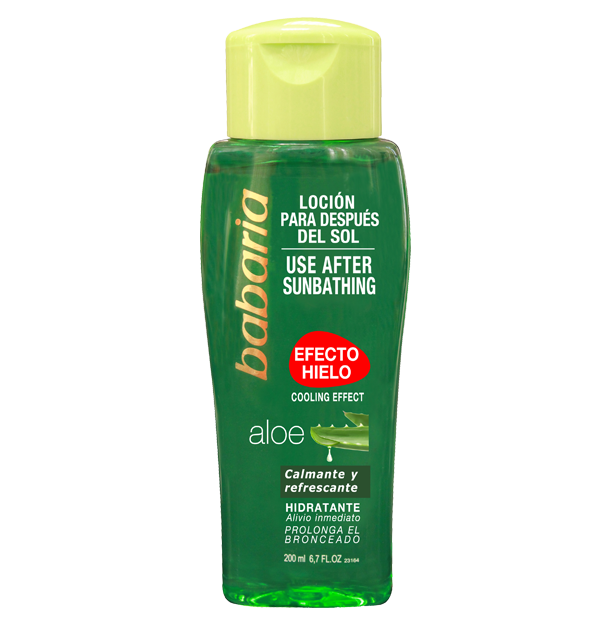 babaria
LOCIÓN
PARA DESPUÉS
DEL SOL
USE AFTER
SUNBATHING
EFECTO
HIELO
COOLING EFFECT
aloe
Calmante y
refrescante
HIDRATANTE
Alivio inmediato
PROLONGA EL
BRONCEADO
200 ml 6,7 FL.OZ 23164